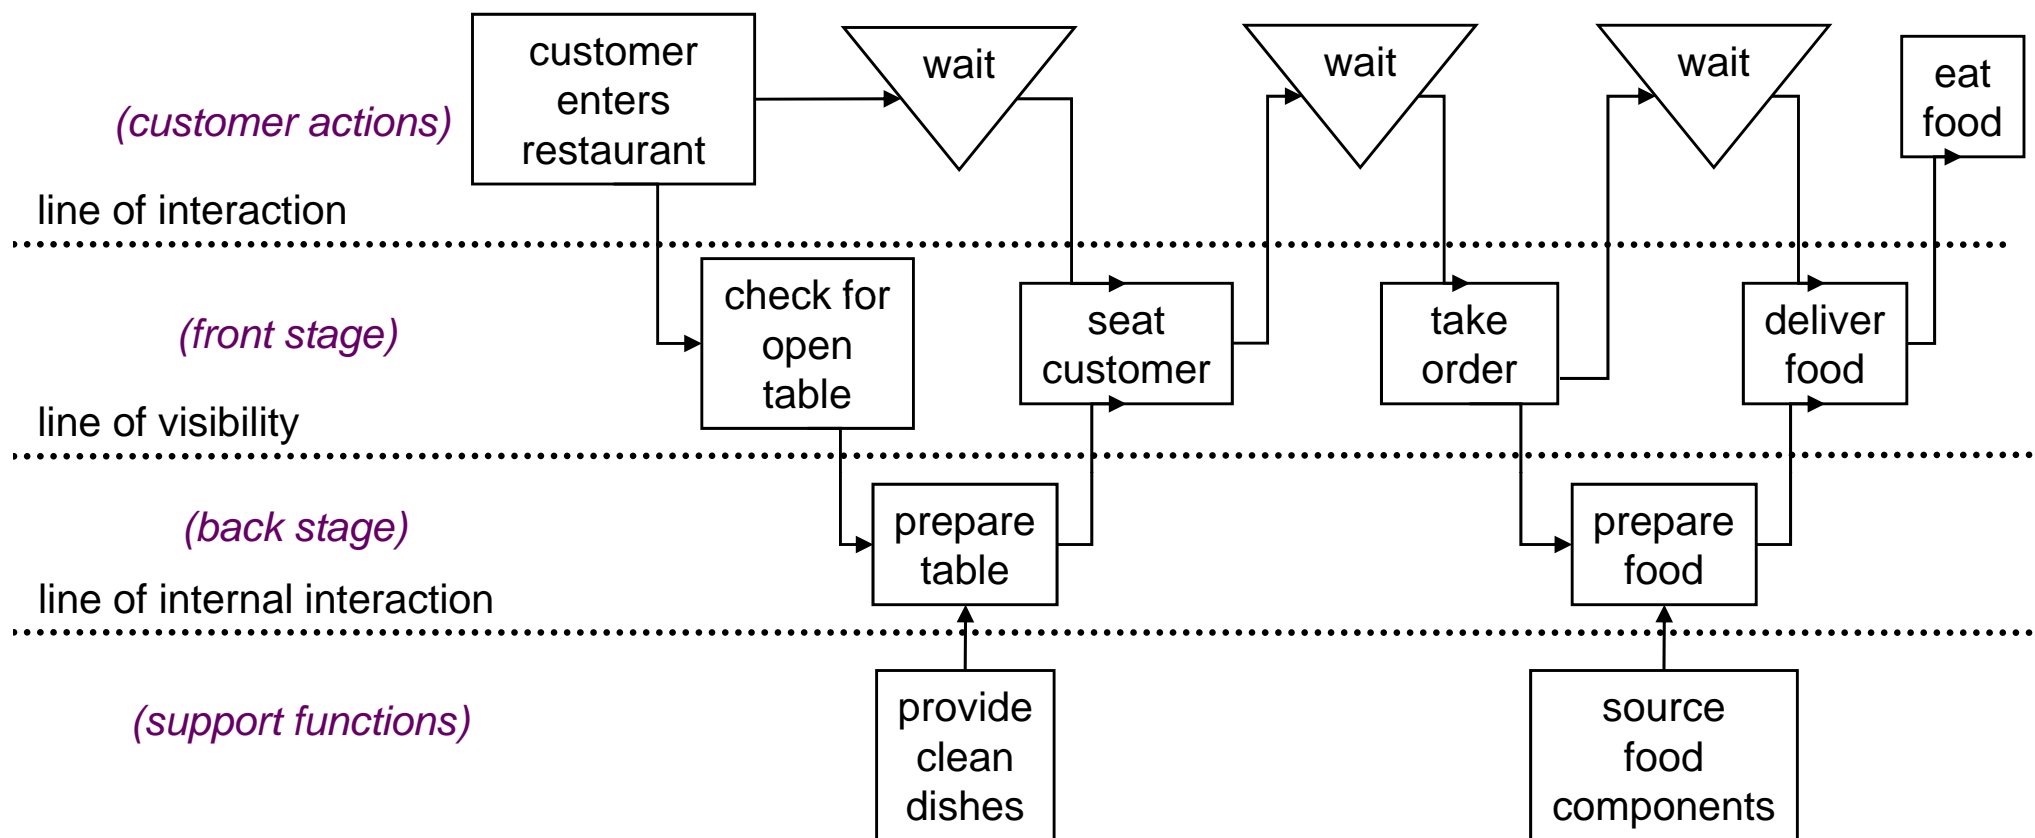 customer
enters
restaurant
wait
wait
wait
eat
food
(customer actions)
line of interaction
check for
open
table
seat
customer
take
order
deliver
food
(front stage)
line of visibility
prepare
table
prepare
food
(back stage)
line of internal interaction
provide
clean
dishes
source
food
components
(support functions)